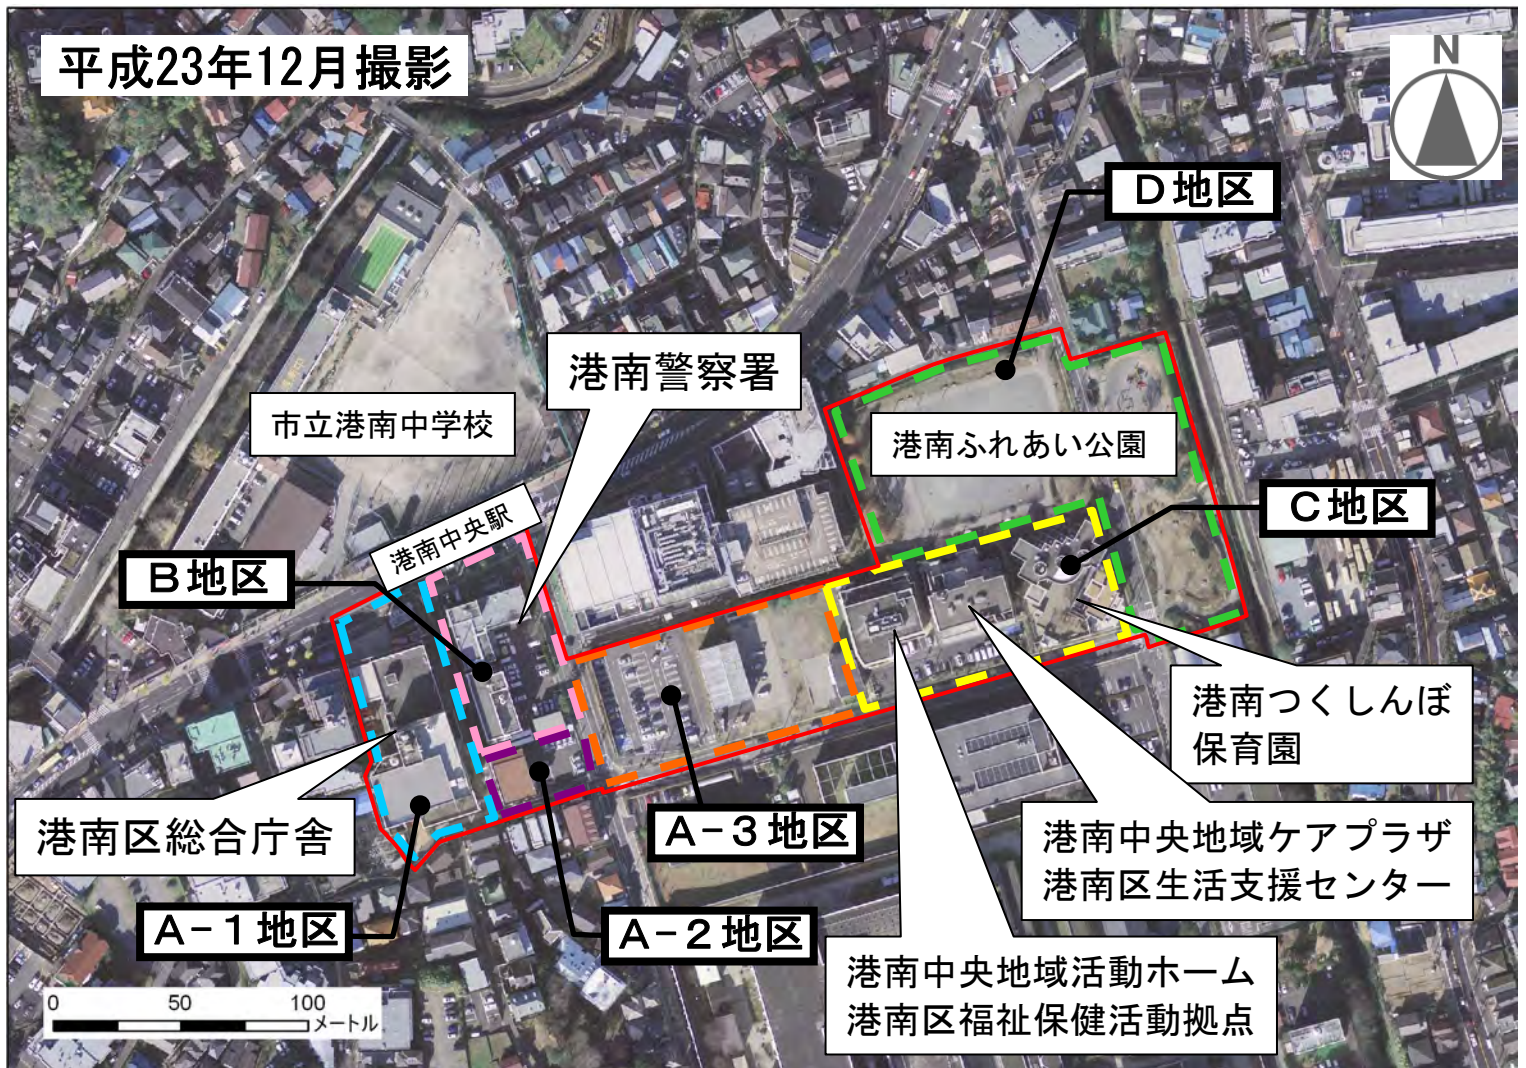 平成23年12月撮影
N
D地区
港南警察署
市立港南中学校
港南ふれあい公園
C地区
港南中央駅
B地区
港南つくしんぼ
保育園
港南区総合庁舎
A-3地区
港南中央地域ケアプラザ
港南区生活支援センター
A-1地区
A-2地区
港南中央地域活動ホーム
港南区福祉保健活動拠点
0 50 100
メートル